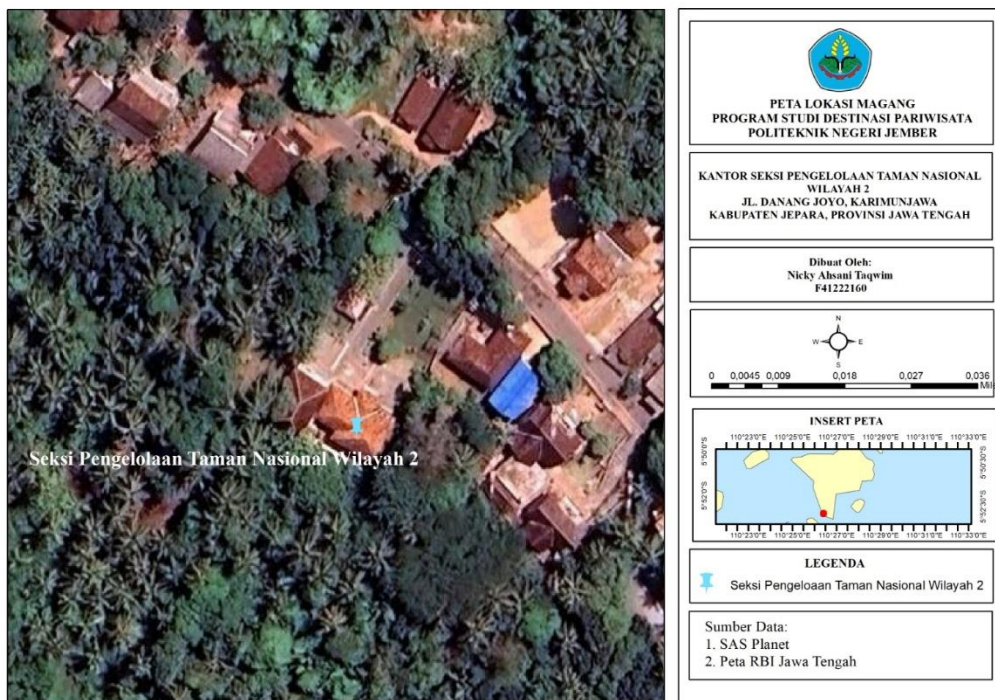 Seksi Pengelolaan Taman Nasional Wilayah 2
PETA LOKASI MAGANG
PROGRAM STUDI DESTINASI PARIWISATA
POLITEKNIK NEGERI JEMBER
KANTOR SEKSI PENGELOLAAN TAMAN NASIONAL
WILAYAH 2
JL. DANANG JOYO, KARIMUNJAWA
KABUPATEN JEPARA, PROVINSI JAWA TENGAH
Dibuat Oleh:
Nicky Ahsani Taqwim
F41222160
N
W E
S
0 0,0045 0,009 0,018 0,027 0,036
Mil
INSERT PETA
110°23'0"E 110°25'0"E 110°27'0"E 110°29'0"E 110°31'0"E 110°33'0"E
5°50'0"S 5°50'30"S
5°52'0"S 5°52'30"S
110°23'0"E 110°25'0"E 110°27'0"E 110°29'0"E 110°31'0"E 110°33'0"E
LEGENDA
Seksi Pengeloaan Taman Nasional Wilayah 2
Sumber Data:
1. SAS Planet
2. Peta RBI Jawa Tengah